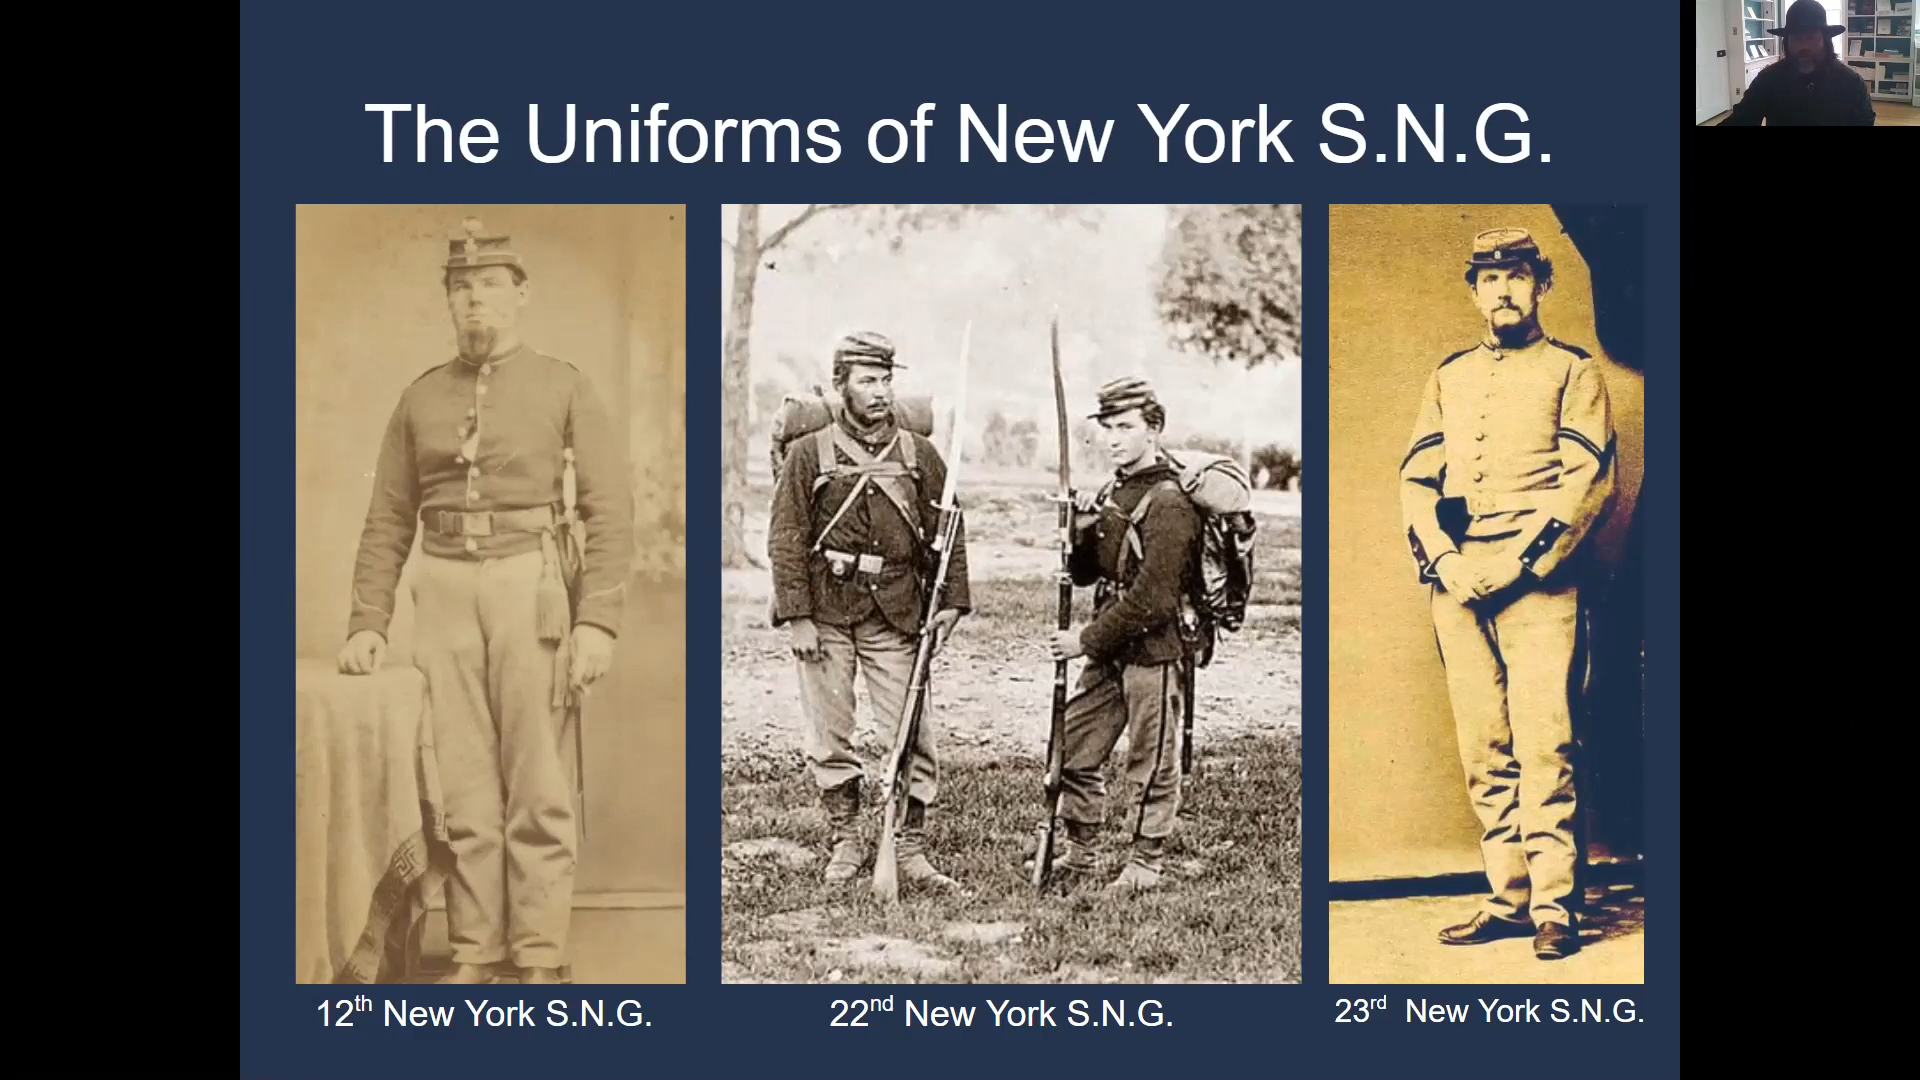 The Uniforms of New York S.N.G.
12th New York S.N.G.
22nd New York S.N.G.
23rd New York S.N.G.